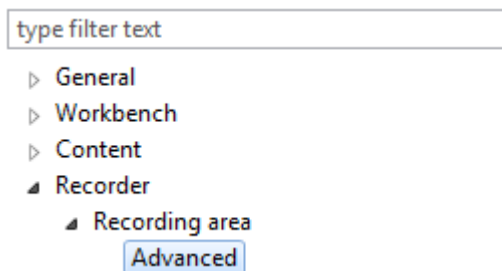 type filter text
General
Workbench
Content
Recorder
Recording area
Advanced